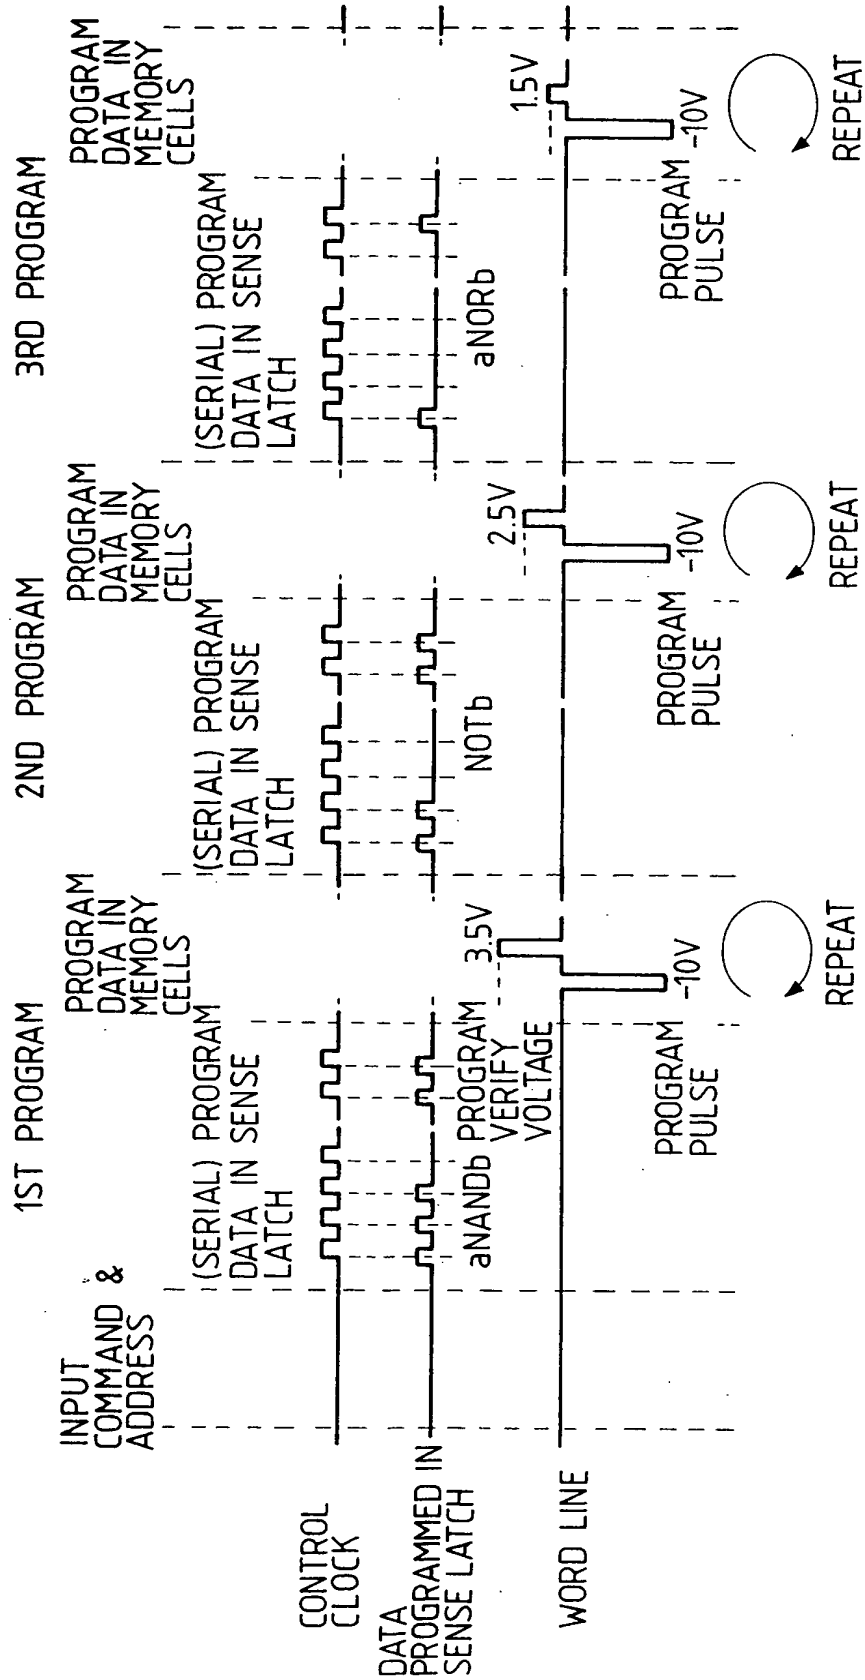 1ST PROGRAM
2ND PROGRAM
3RD PROGRAM
INPUT
COMMAND &
ADDRESS
(SERIAL) PROGRAM
DATA IN SENSE
LATCH
PROGRAM
DATA IN
MEMORY
CELLS
(SERIAL) PROGRAM
DATA IN SENSE
LATCH
PROGRAM
DATA IN
MEMORY
CELLS
(SERIAL) PROGRAM
DATA IN SENSE
LATCH
PROGRAM
DATA IN
MEMORY
CELLS
CONTROL
CLOCK
DATA
PROGRAMMED IN
SENSE LATCH
aNANDb
NOTb
aNORb
PROGRAM
VERIFY
VOLTAGE
3.5V
2.5V
1.5V
WORD LINE
PROGRAM
PULSE
-10V
PROGRAM
PULSE
-10V
PROGRAM
PULSE
-10V
REPEAT
REPEAT
REPEAT